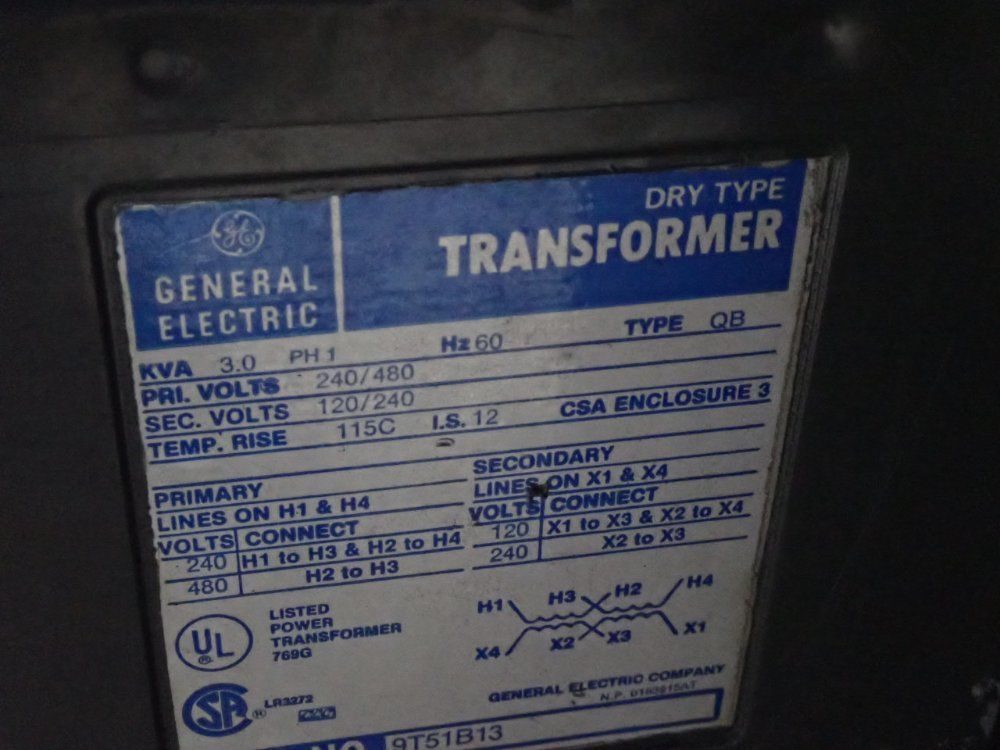 GE
GENERAL
ELECTRIC
DRY TYPE
TRANSFORMER
KVA 3.0 PH 1 Hz 60 TYPE QB
PRI. VOLTS 240/480
SEC. VOLTS 120/240
TEMP. RISE 115C I.S. 12 CSA ENCLOSURE 3
PRIMARY
LINES ON H1 & H4
VOLTS CONNECT
240 H1 to H3 & H2 to H4
480 H2 to H3
SECONDARY
LINES ON X1 & X4
VOLTS CONNECT
120 X1 to X3 & X2 to X4
240 X2 to X3
H1 H3 H2 H4
X4 X2 X3 X1
UL
LISTED
POWER
TRANSFORMER
769G
SA LR3272
GENERAL ELECTRIC COMPANY
N.P.
NO 9T51B13